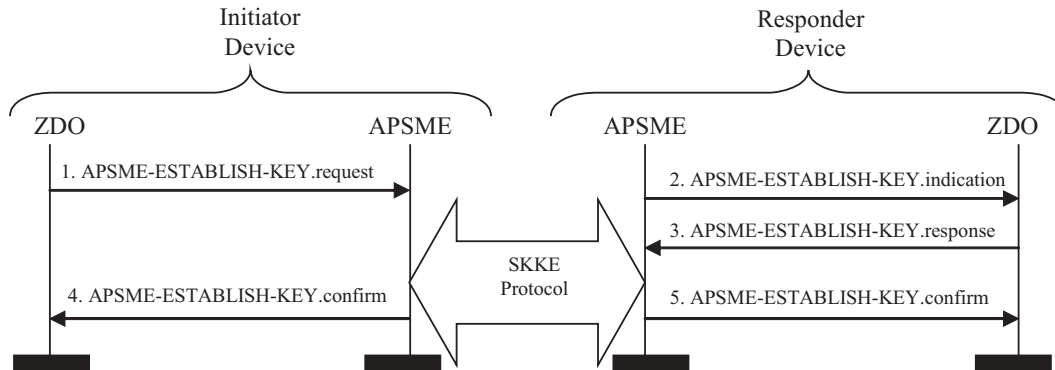 Initiator
Device
Responder
Device
ZDO
APSME
APSME
ZDO
1. APSME-ESTABLISH-KEY.request
2. APSME-ESTABLISH-KEY.indication
3. APSME-ESTABLISH-KEY.response
SKKE
Protocol
4. APSME-ESTABLISH-KEY.confirm
5. APSME-ESTABLISH-KEY.confirm